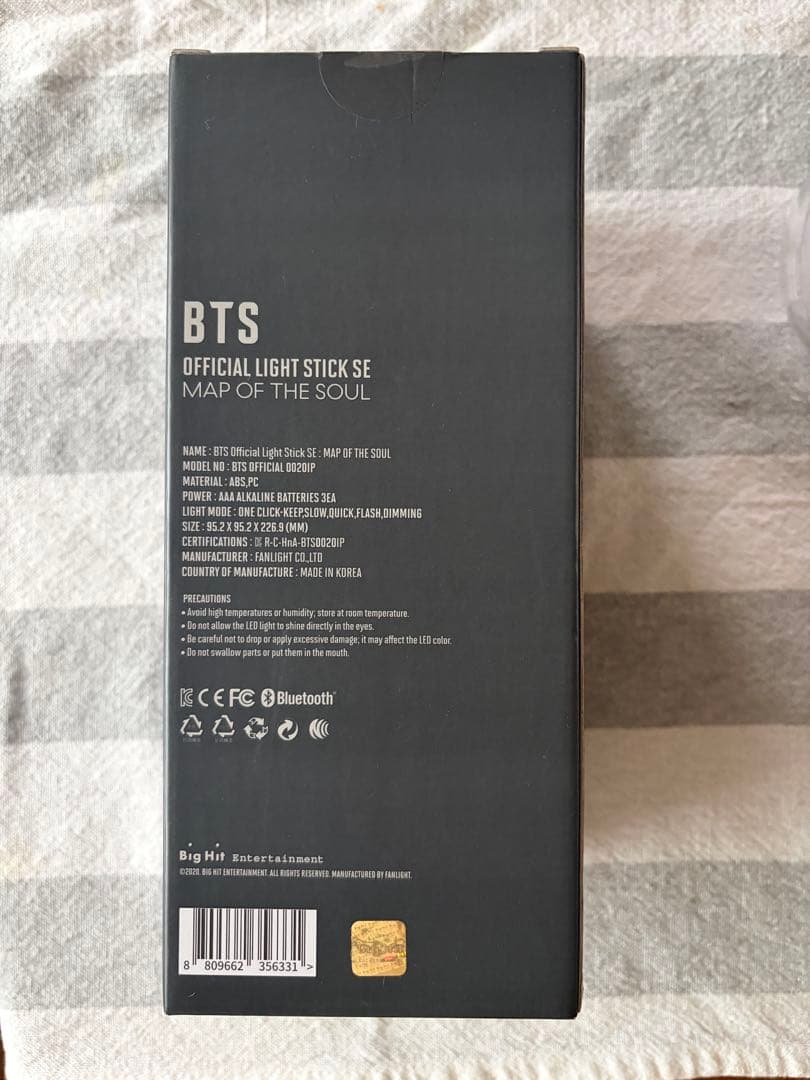 BTS
OFFICIAL LIGHT STICK SE
MAP OF THE SOUL
NAME : BTS Official Light Stick SE : MAP OF THE SOUL
MODEL NO : BTS OFFICIAL 0020IP
MATERIAL : ABS,PC
POWER : AAA ALKALINE BATTERIES 3EA
LIGHT MODE : ONE CLICK-KEEP,SLOW,QUICK,FLASH,DIMMING
SIZE : 95.2 X 95.2 X 226.9 (MM)
CERTIFICATIONS : R-C-HnA-BTS0020IP
MANUFACTURER : FANLIGHT CO.,LTD
COUNTRY OF MANUFACTURE : MADE IN KOREA
PRECAUTIONS
• Avoid high temperatures or humidity; store at room temperature.
• Do not allow the LED light to shine directly in the eyes.
• Be careful not to drop or apply excessive damage; it may affect the LED color.
• Do not swallow parts or put them in the mouth.
CE FC Bluetooth
Big Hit Entertainment
©2020. BIG HIT ENTERTAINMENT. ALL RIGHTS RESERVED. MANUFACTURED BY FANLIGHT.
8 809662 356331 >